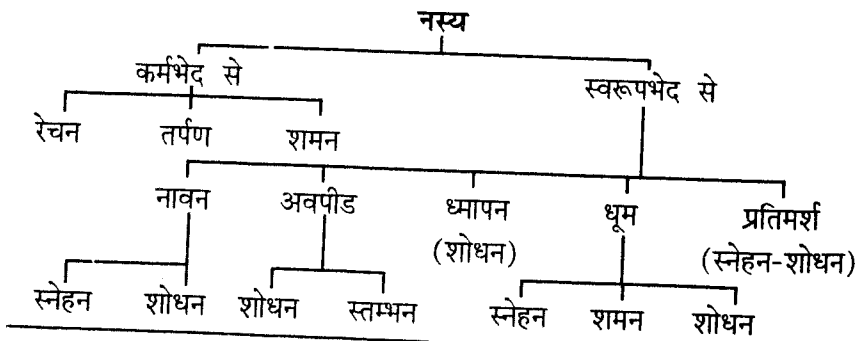 नस्य
कर्मभेद से स्वरूपभेद से
रेचन तर्पण शमन
नावन अवपीड ध्मापन धूम प्रतिमर्श
(शोधन) (स्नेहन-शोधन)
स्नेहन शोधन शोधन स्तम्भन स्नेहन शमन शोधन